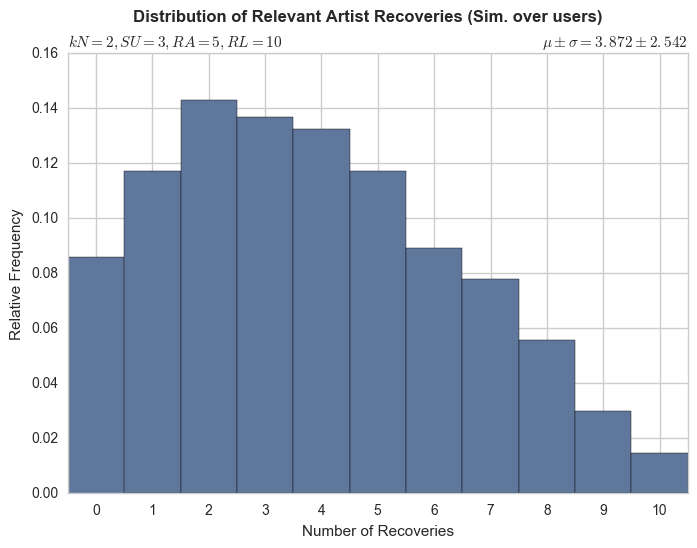 Distribution of Relevant Artist Recoveries (Sim. over users)
kN = 2, SU = 3, RA = 5, RL = 10
μ ± σ = 3.872 ± 2.542
0.16
0.14
0.12
0.10
0.08
0.06
0.04
0.02
0.00
Relative Frequency
0 1 2 3 4 5 6 7 8 9 10
Number of Recoveries